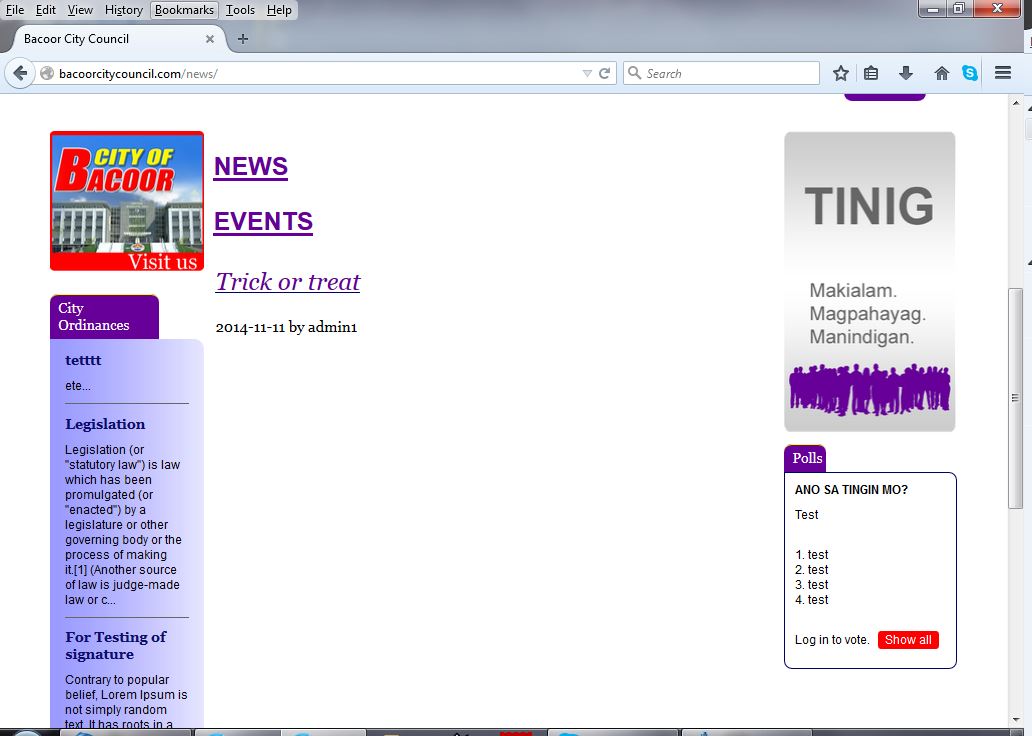 File Edit View History Bookmarks Tools Help
Bacoor City Council
bacoorcitycouncil.com/news/
Search
CITY OF
BACOOR
Visit us
City
Ordinances
tetttt
ete...
Legislation
Legislation (or
"statutory law") is law
which has been
promulgated (or
"enacted") by a
legislature or other
governing body or the
process of making
it.[1] (Another source
of law is judge-made
law or c...
For Testing of
signature
Contrary to popular
belief, Lorem Ipsum is
not simply random
text. It has roots in a
NEWS
EVENTS
Trick or treat
2014-11-11 by admin1
TINIG
Makialam.
Magpahayag.
Manindigan.
Polls
ANO SA TINGIN MO?
Test
1. test
2. test
3. test
4. test
Log in to vote. Show all